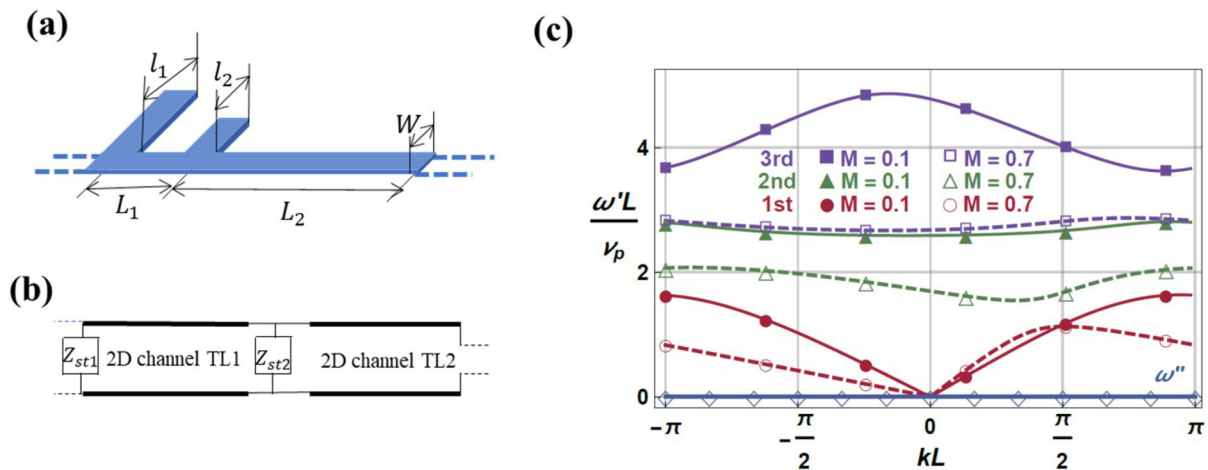 (a)
l₁
l₂
W
L₁
L₂
(b)
Zst1
2D channel TL1
Zst2
2D channel TL2
(c)
ω'L
νp
4
2
0
3rd M = 0.1 M = 0.7
2nd M = 0.1 M = 0.7
1st M = 0.1 M = 0.7
ω"
-π
-π/2
0
π/2
π
kL